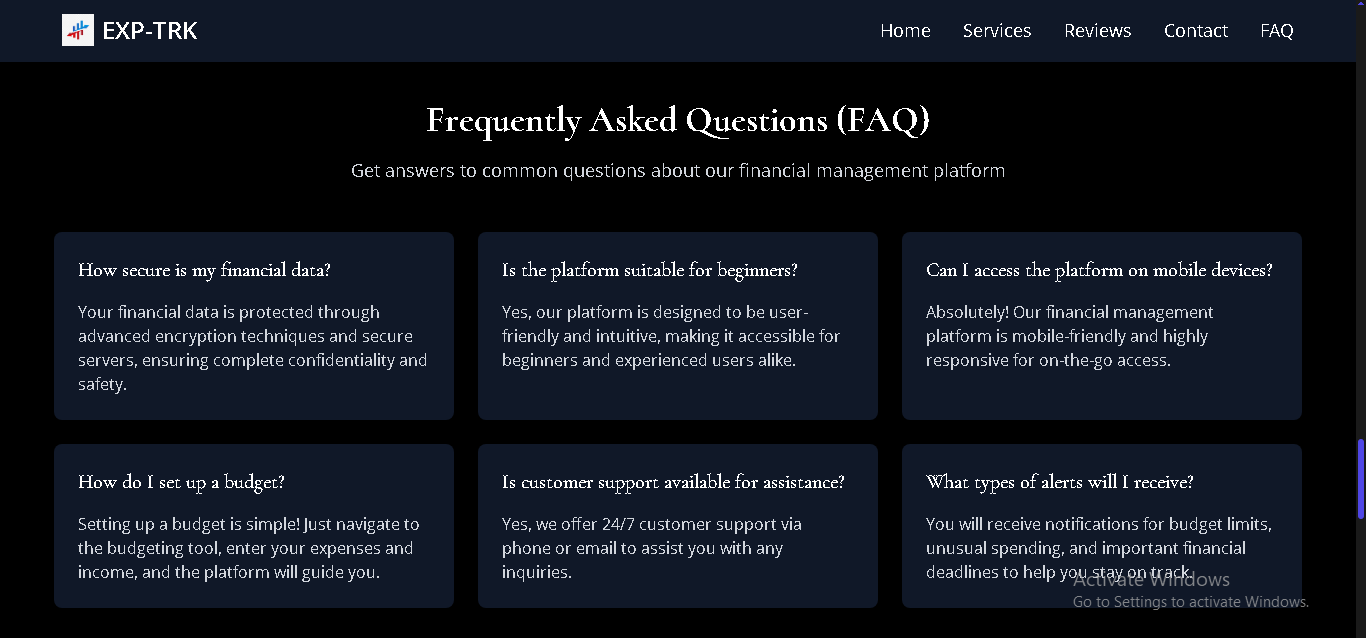 EXP-TRK
Home Services Reviews Contact FAQ
Frequently Asked Questions (FAQ)
Get answers to common questions about our financial management platform
How secure is my financial data?
Your financial data is protected through
advanced encryption techniques and secure
servers, ensuring complete confidentiality and
safety.
Is the platform suitable for beginners?
Yes, our platform is designed to be user-
friendly and intuitive, making it accessible for
beginners and experienced users alike.
Can I access the platform on mobile devices?
Absolutely! Our financial management
platform is mobile-friendly and highly
responsive for on-the-go access.
How do I set up a budget?
Setting up a budget is simple! Just navigate to
the budgeting tool, enter your expenses and
income, and the platform will guide you.
Is customer support available for assistance?
Yes, we offer 24/7 customer support via
phone or email to assist you with any
inquiries.
What types of alerts will I receive?
You will receive notifications for budget limits,
unusual spending, and important financial
deadlines to help you stay on track.
Activate Windows
Go to Settings to activate Windows.